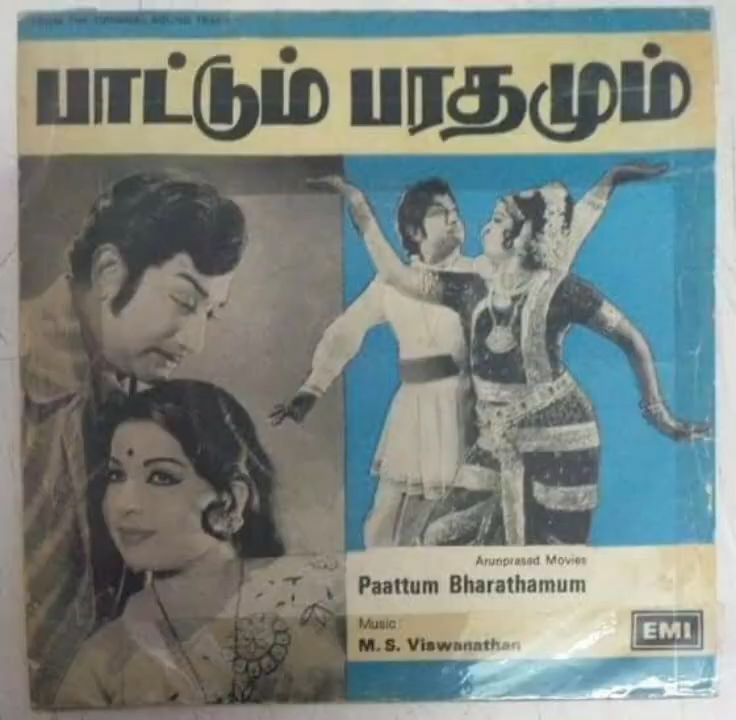 FROM THE ORIGINAL SOUND TRACK
பாட்டும் பரதமும்
Arunprasad Movies
Paattum Bharathamum
Music:
M. S. Viswanathan
EMI